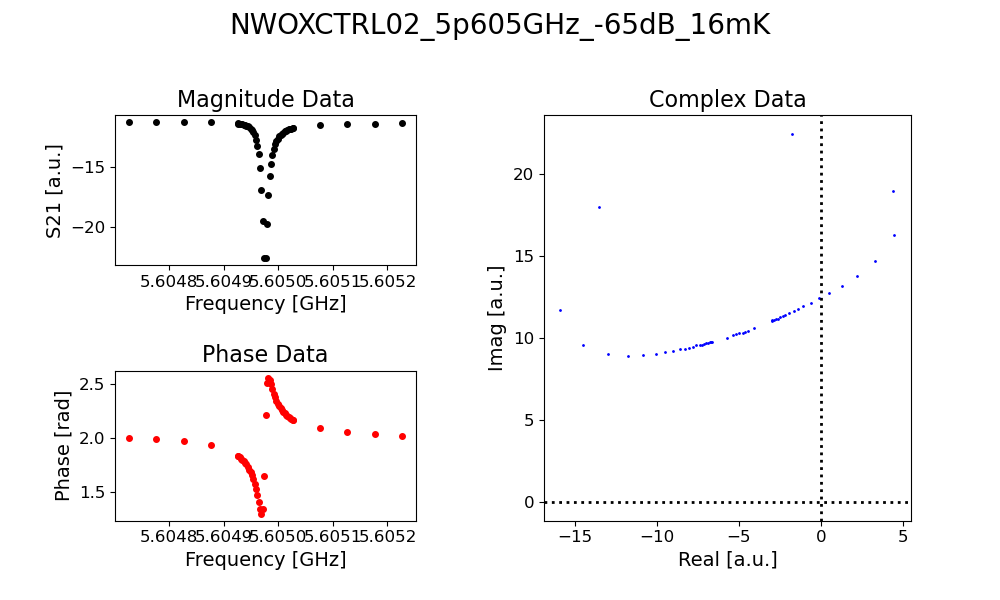 NWOXCTRL02_5p605GHz_-65dB_16mK
Magnitude Data
S21 [a.u.]
−15
−20
5.6048 5.6049 5.6050 5.6051 5.6052
Frequency [GHz]
Phase Data
Phase [rad]
2.5
2.0
1.5
5.6048 5.6049 5.6050 5.6051 5.6052
Frequency [GHz]
Complex Data
Imag [a.u.]
20
15
10
5
0
−15 −10 −5 0 5
Real [a.u.]